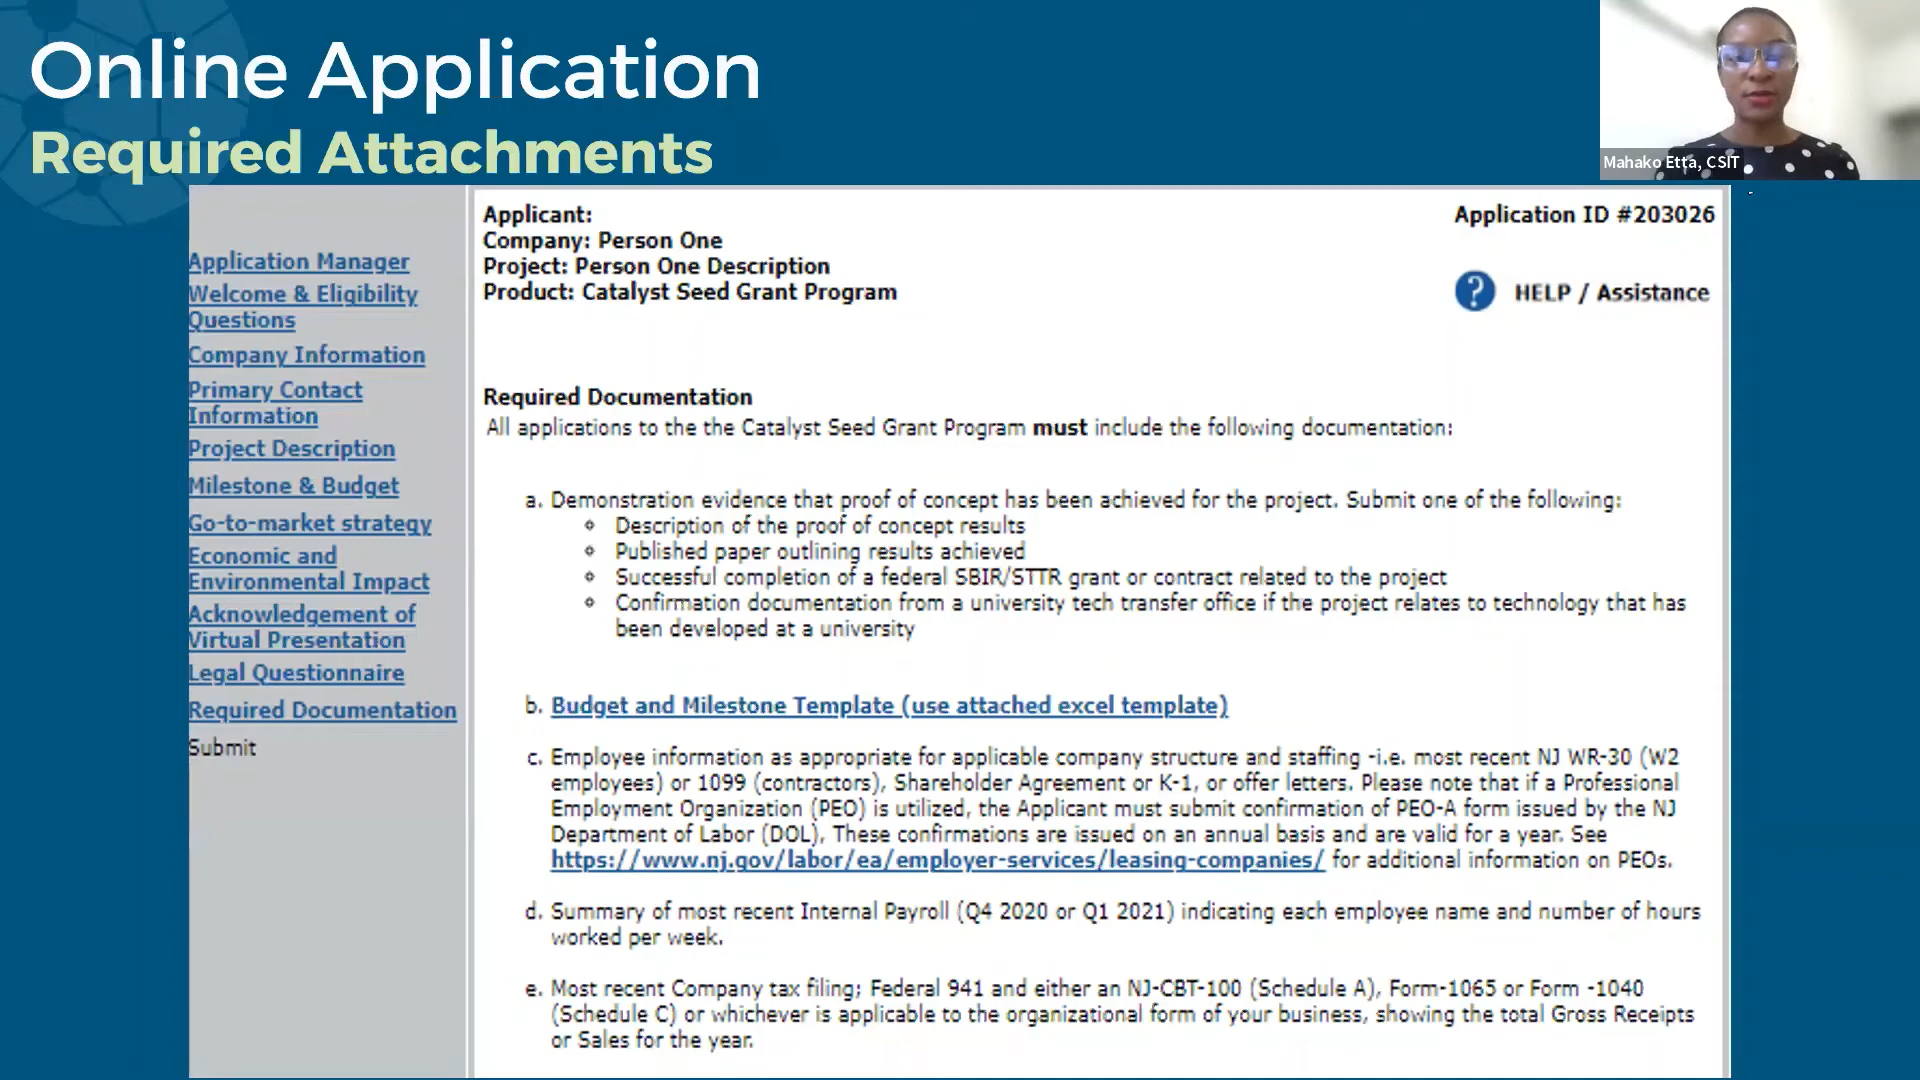 Online Application
Required Attachments
Mahako Etta, CSIT
Application Manager
Welcome & Eligibility
Questions
Company Information
Primary Contact
Information
Project Description
Milestone & Budget
Go-to-market strategy
Economic and
Environmental Impact
Acknowledgement of
Virtual Presentation
Legal Questionnaire
Required Documentation
Submit
Applicant:
Company: Person One
Project: Person One Description
Product: Catalyst Seed Grant Program
Application ID #203026
? HELP / Assistance
Required Documentation
All applications to the the Catalyst Seed Grant Program must include the following documentation:
a. Demonstration evidence that proof of concept has been achieved for the project. Submit one of the following:
Description of the proof of concept results
Published paper outlining results achieved
Successful completion of a federal SBIR/STTR grant or contract related to the project
Confirmation documentation from a university tech transfer office if the project relates to technology that has
been developed at a university
b. Budget and Milestone Template (use attached excel template)
c. Employee information as appropriate for applicable company structure and staffing -i.e. most recent NJ WR-30 (W2
employees) or 1099 (contractors), Shareholder Agreement or K-1, or offer letters. Please note that if a Professional
Employment Organization (PEO) is utilized, the Applicant must submit confirmation of PEO-A form issued by the NJ
Department of Labor (DOL), These confirmations are issued on an annual basis and are valid for a year. See
https://www.nj.gov/labor/ea/employer-services/leasing-companies/ for additional information on PEOs.
d. Summary of most recent Internal Payroll (Q4 2020 or Q1 2021) indicating each employee name and number of hours
worked per week.
e. Most recent Company tax filing; Federal 941 and either an NJ-CBT-100 (Schedule A), Form-1065 or Form -1040
(Schedule C) or whichever is applicable to the organizational form of your business, showing the total Gross Receipts
or Sales for the year.